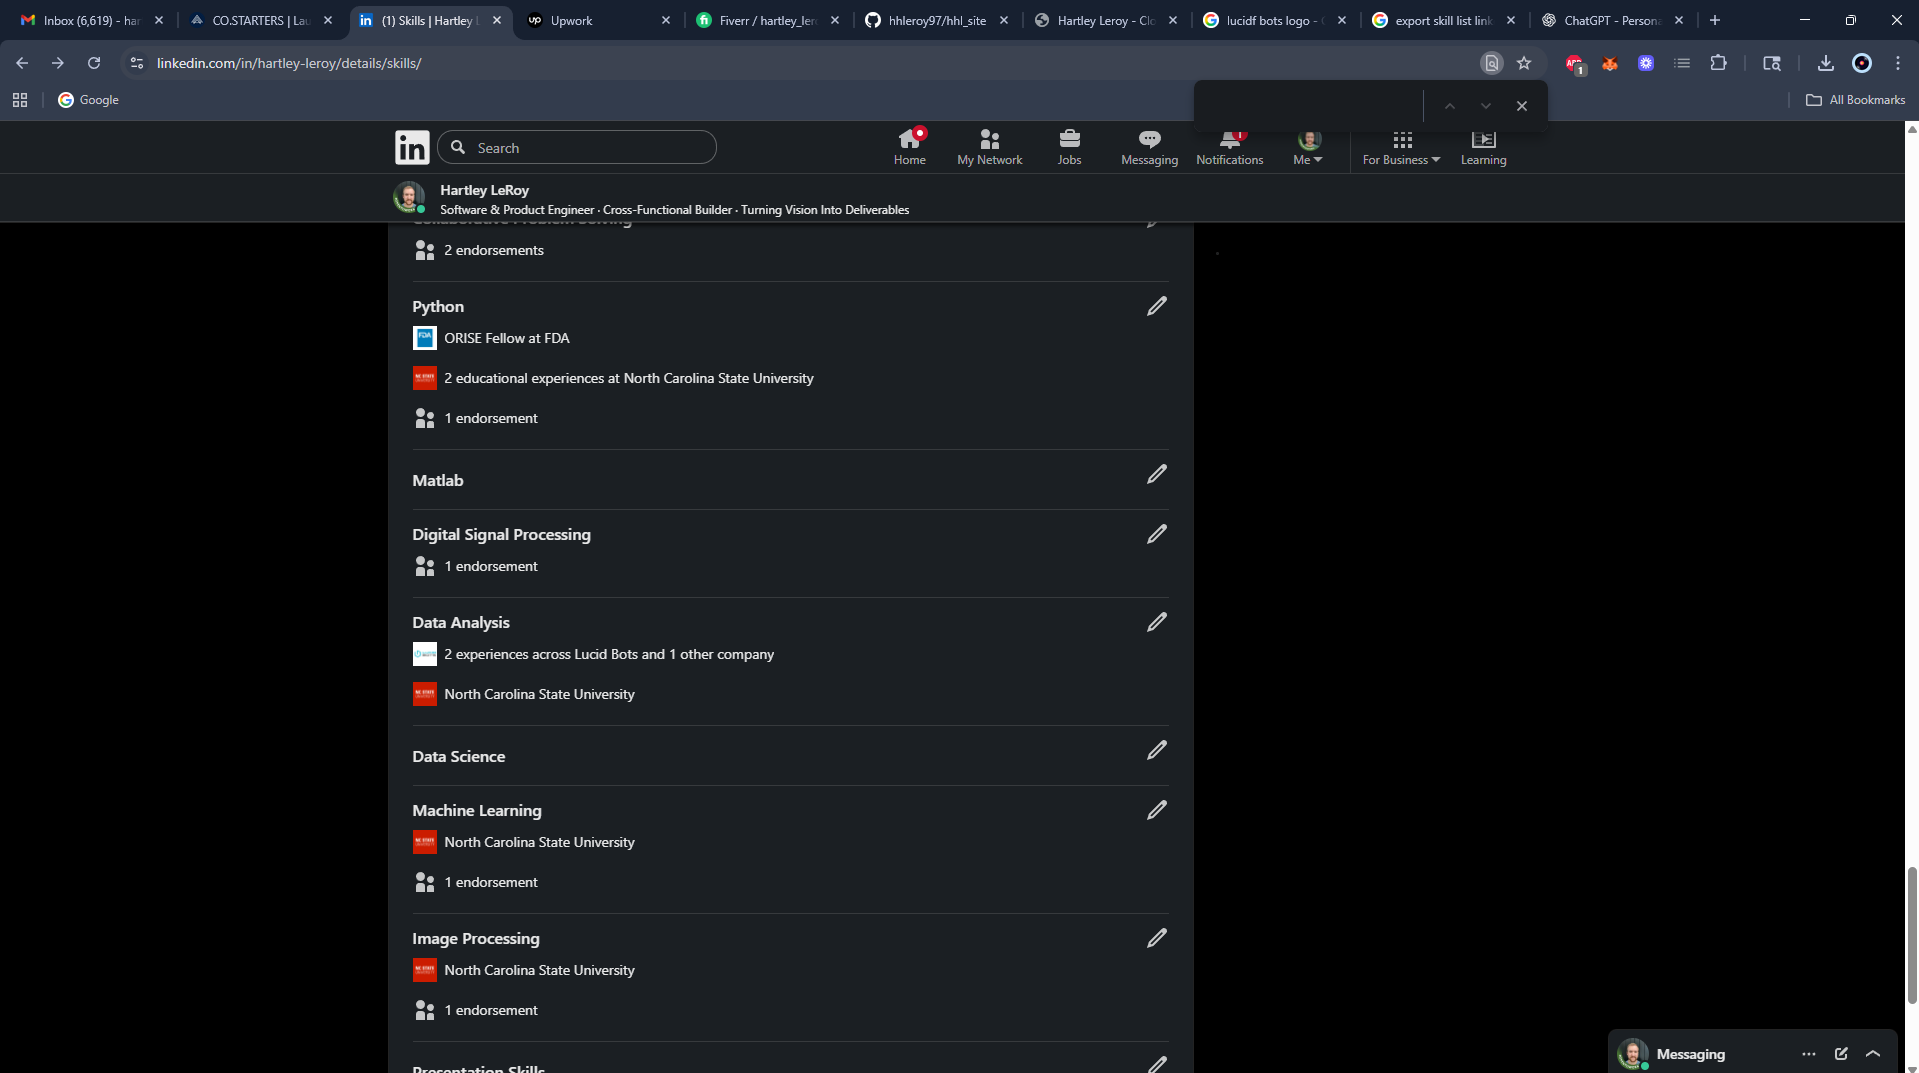 Inbox (6,619) - har
CO.STARTERS | Lau
(1) Skills | Hartley L
Upwork
Fiverr / hartley_ler
hhleroy97/hhl_site
Hartley Leroy - Clo
lucidf bots logo - G
export skill list link
ChatGPT - Persona
linkedin.com/in/hartley-leroy/details/skills/
1
Google
All Bookmarks
Search
Home
My Network
Jobs
Messaging
1
Notifications
Me
For Business
Learning
Hartley LeRoy
Software & Product Engineer · Cross-Functional Builder · Turning Vision Into Deliverables
Collaborative Problem Solving
2 endorsements
Python
ORISE Fellow at FDA
2 educational experiences at North Carolina State University
1 endorsement
Matlab
Digital Signal Processing
1 endorsement
Data Analysis
2 experiences across Lucid Bots and 1 other company
North Carolina State University
Data Science
Machine Learning
North Carolina State University
1 endorsement
Image Processing
North Carolina State University
1 endorsement
Presentation Skills
Messaging